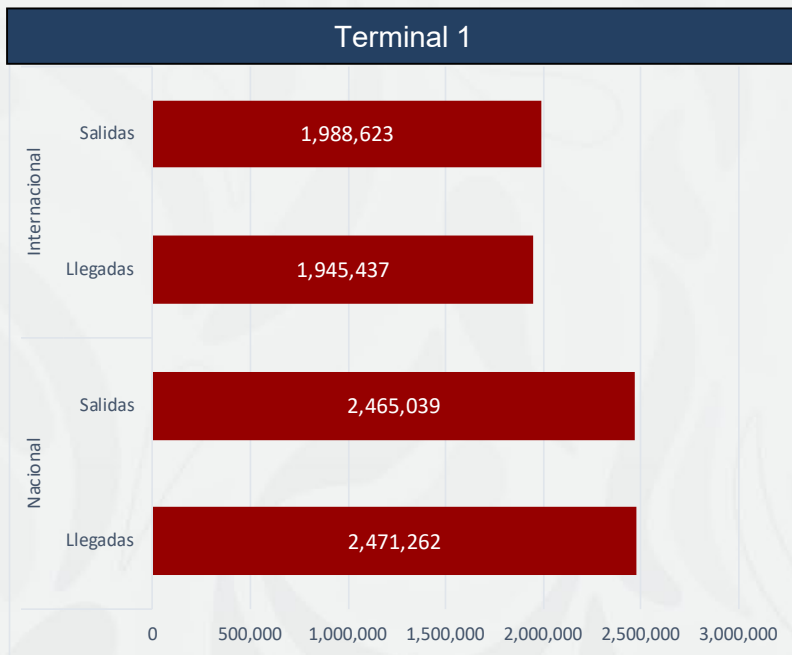 Terminal 1
Internacional
Salidas 1,988,623
Llegadas 1,945,437
Nacional
Salidas 2,465,039
Llegadas 2,471,262
0 500,000 1,000,000 1,500,000 2,000,000 2,500,000 3,000,000